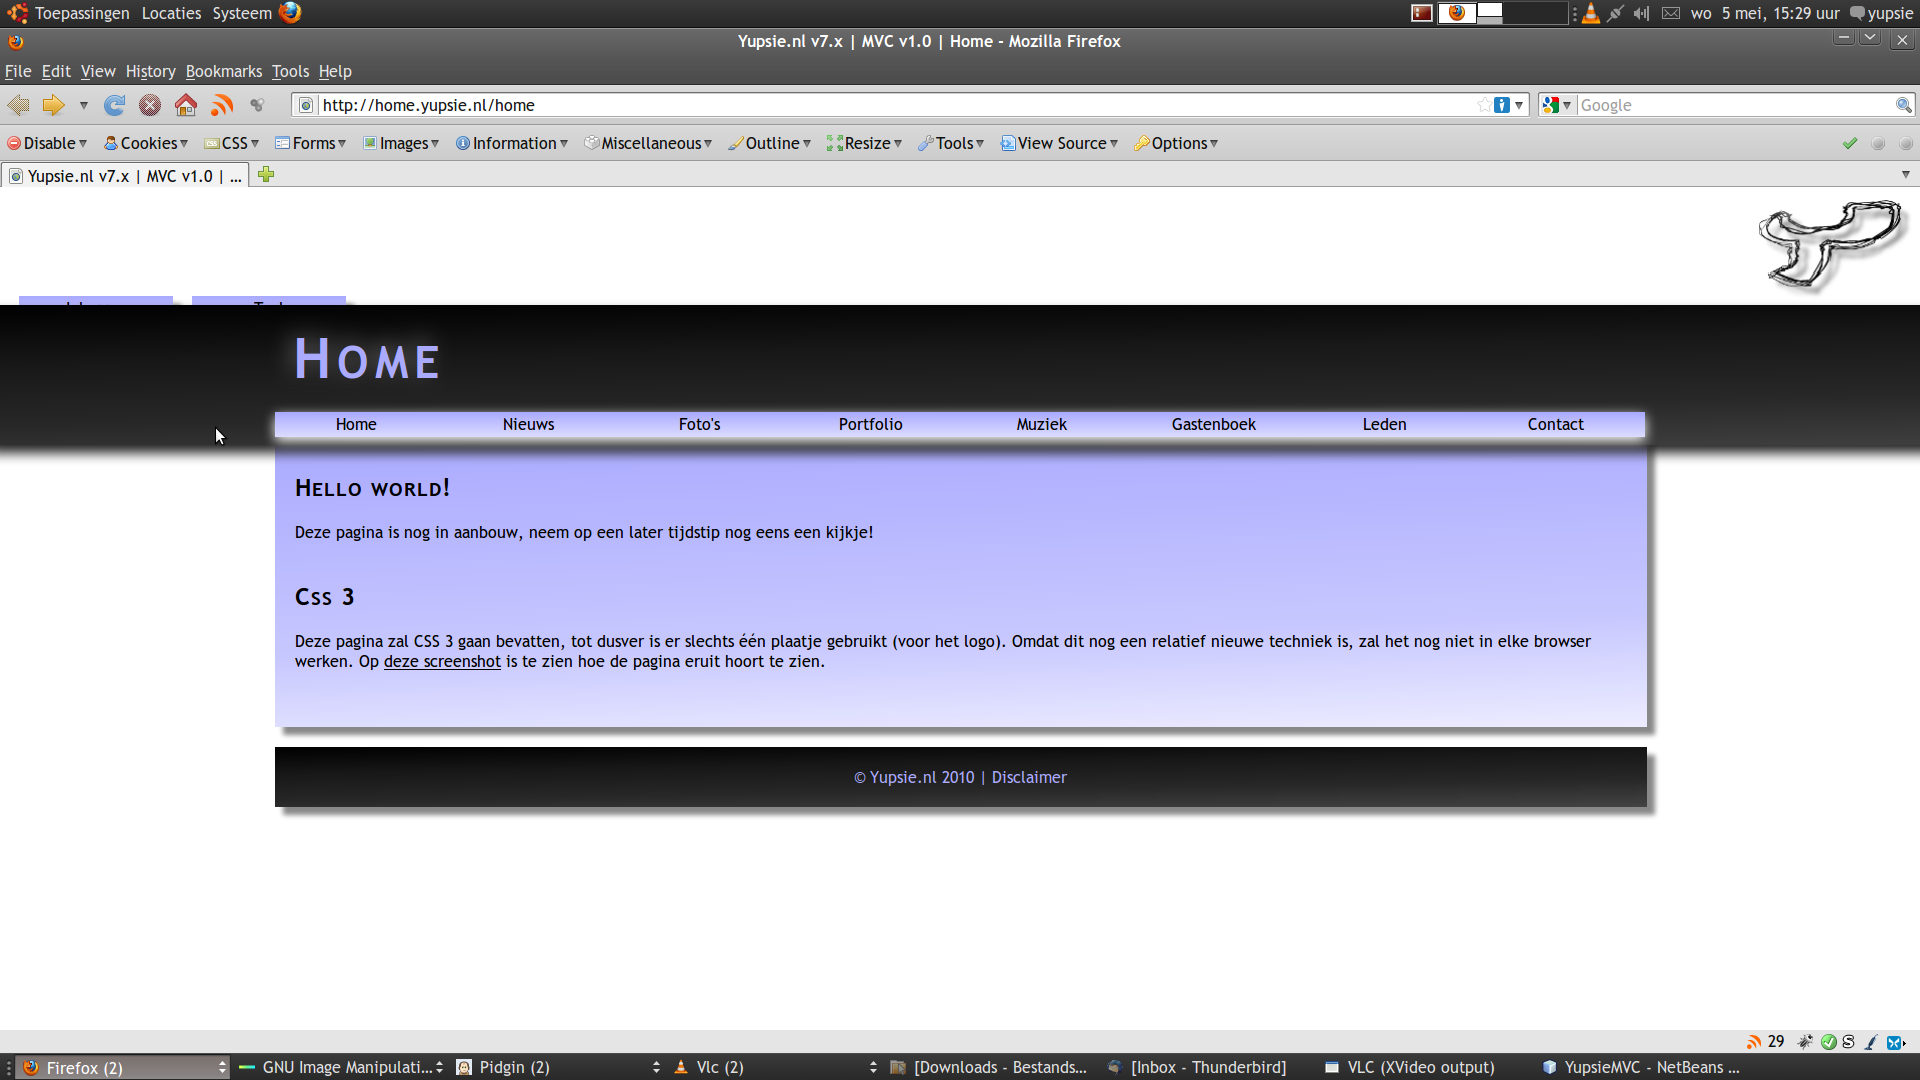 Toepassingen Locaties Systeem wo 5 mei, 15:29 uur yupsie
Yupsie.nl v7.x | MVC v1.0 | Home - Mozilla Firefox
File Edit View History Bookmarks Tools Help
http://home.yupsie.nl/home Google
Disable Cookies CSS Forms Images Information Miscellaneous Outline Resize Tools View Source Options
Yupsie.nl v7.x | MVC v1.0 | ...
Home
Home Nieuws Foto's Portfolio Muziek Gastenboek Leden Contact
Hello world!
Deze pagina is nog in aanbouw, neem op een later tijdstip nog eens een kijkje!
Css 3
Deze pagina zal CSS 3 gaan bevatten, tot dusver is er slechts één plaatje gebruikt (voor het logo). Omdat dit nog een relatief nieuwe techniek is, zal het nog niet in elke browser
werken. Op deze screenshot is te zien hoe de pagina eruit hoort te zien.
© Yupsie.nl 2010 | Disclaimer
29
Firefox (2) GNU Image Manipulati... Pidgin (2) Vlc (2) [Downloads - Bestands... [Inbox - Thunderbird] VLC (XVideo output) YupsieMVC - NetBeans ...